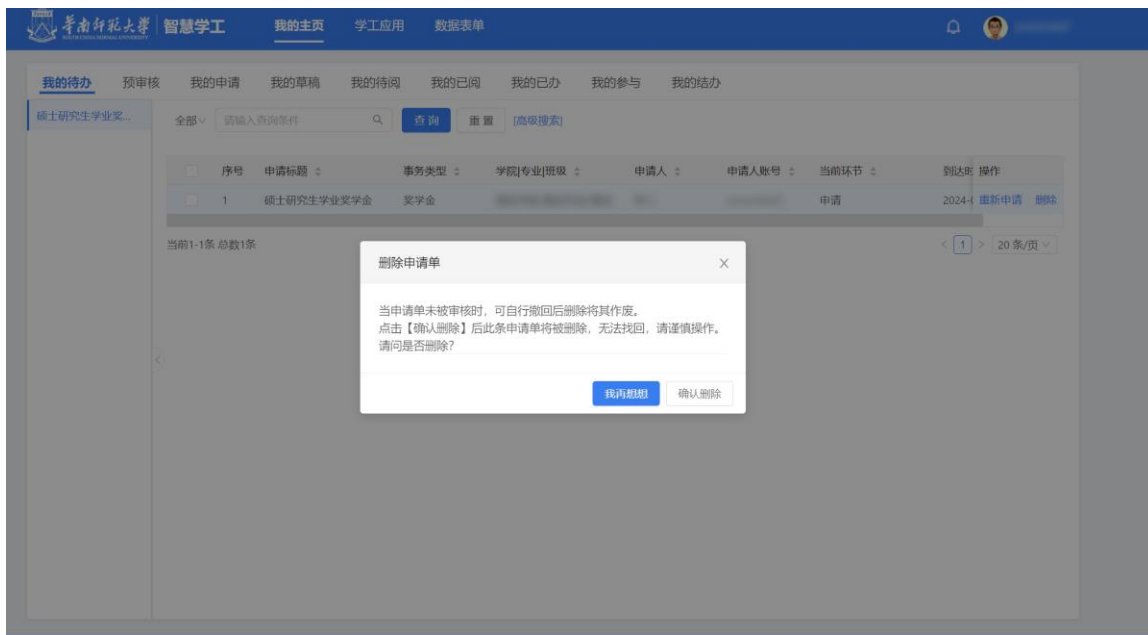 華南師範大學 智慧学工 我的主页 学工应用 数据表单
SOUTH CHINA NORMAL UNIVERSITY
我的待办 预审核 我的申请 我的草稿 我的待阅 我的已阅 我的已办 我的参与 我的结办
硕士研究生学业奖...
全部 请输入查询条件 查询 重置 [高级搜索]
序号 申请标题 事务类型 学院|专业|班级 申请人 申请人账号 当前环节 到达时 操作
1 硕士研究生学业奖学金 奖学金 申请 2024- 重新申请 删除
当前1-1条 总数1条 < 1 > 20 条/页
删除申请单
当申请单未被审核时，可自行撤回后删除将其作废。
点击【确认删除】后此条申请单将被删除，无法找回，请谨慎操作。
请问是否删除？
我再想想 确认删除